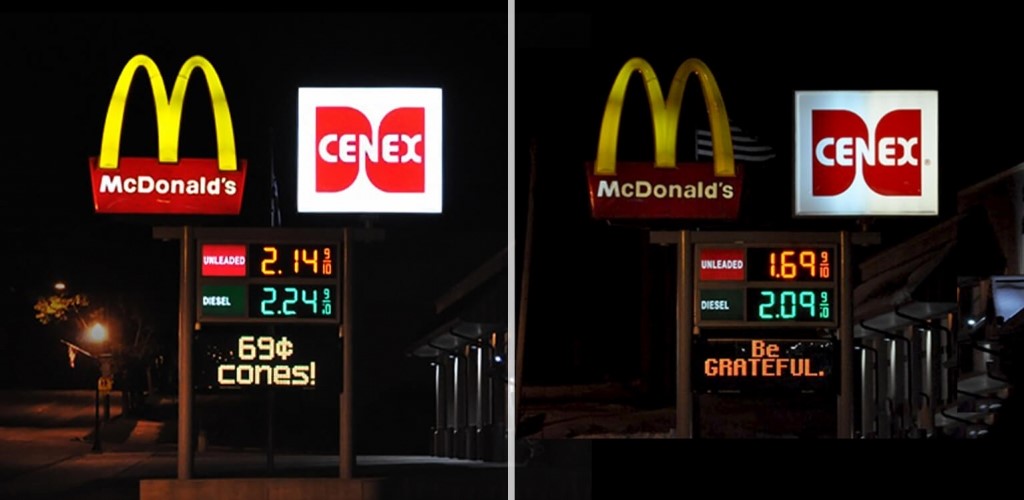 McDonald's
CENEX
UNLEADED 2.14 9/10
DIESEL 2.24 9/10
69¢
cones!
McDonald's
CENEX
UNLEADED 1.69 9/10
DIESEL 2.09 9/10
Be
GRATEFUL.